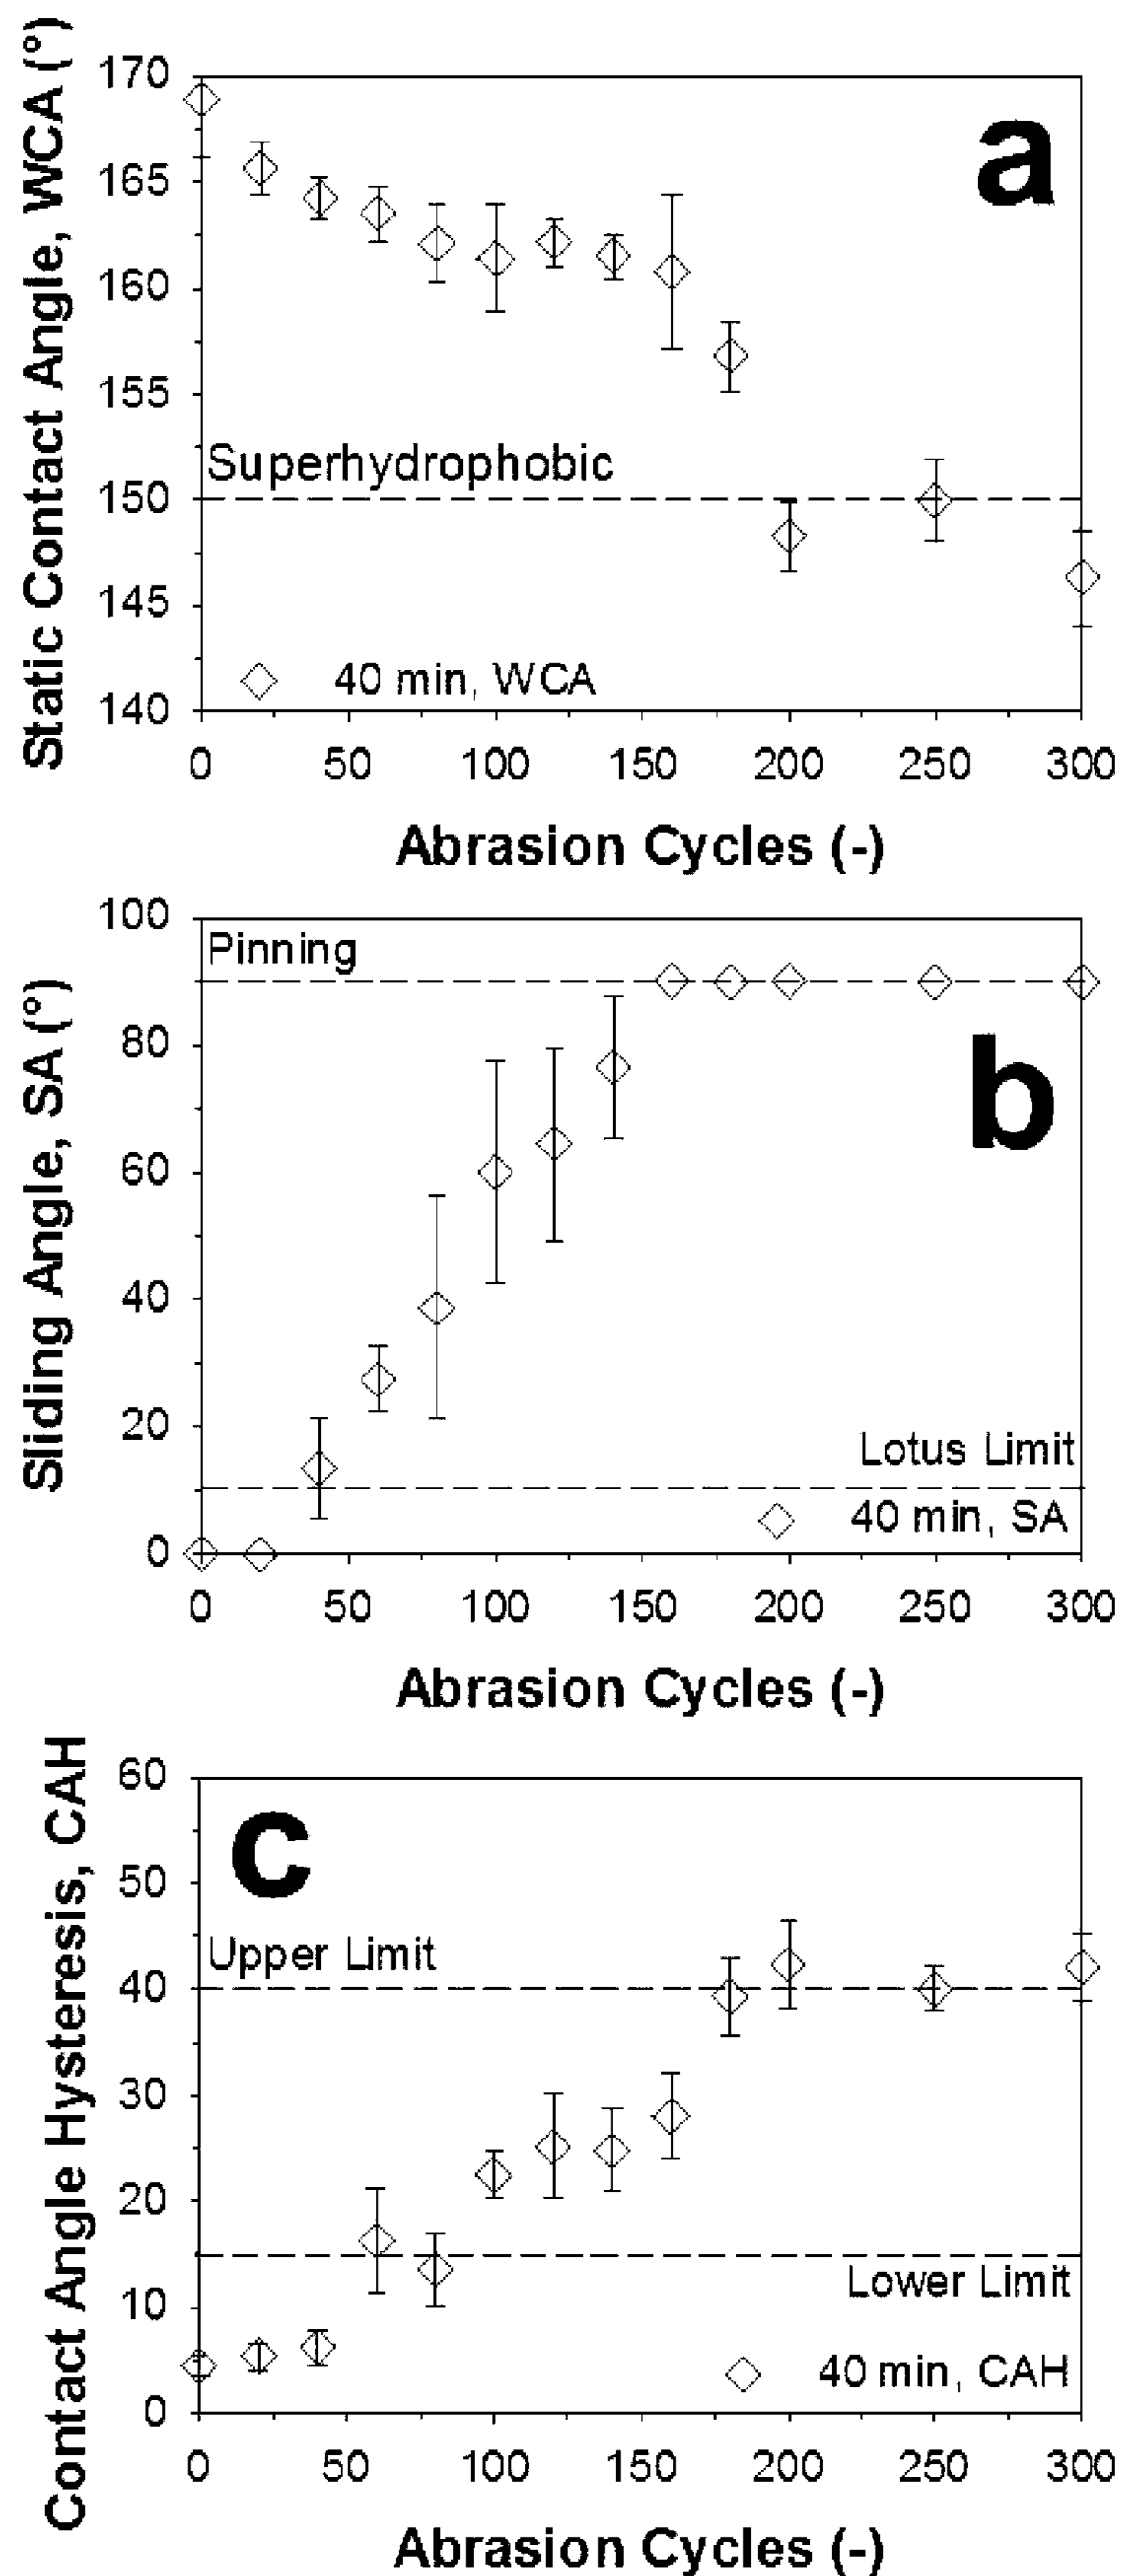 Static Contact Angle, WCA (°)
170
165
160
155
150
145
140
a
Superhydrophobic
40 min, WCA
0 50 100 150 200 250 300
Abrasion Cycles (-)
Sliding Angle, SA (°)
100
80
60
40
20
0
Pinning
b
Lotus Limit
40 min, SA
0 50 100 150 200 250 300
Abrasion Cycles (-)
Contact Angle Hysteresis, CAH
60
50
40
30
20
10
0
c
Upper Limit
Lower Limit
40 min, CAH
0 50 100 150 200 250 300
Abrasion Cycles (-)